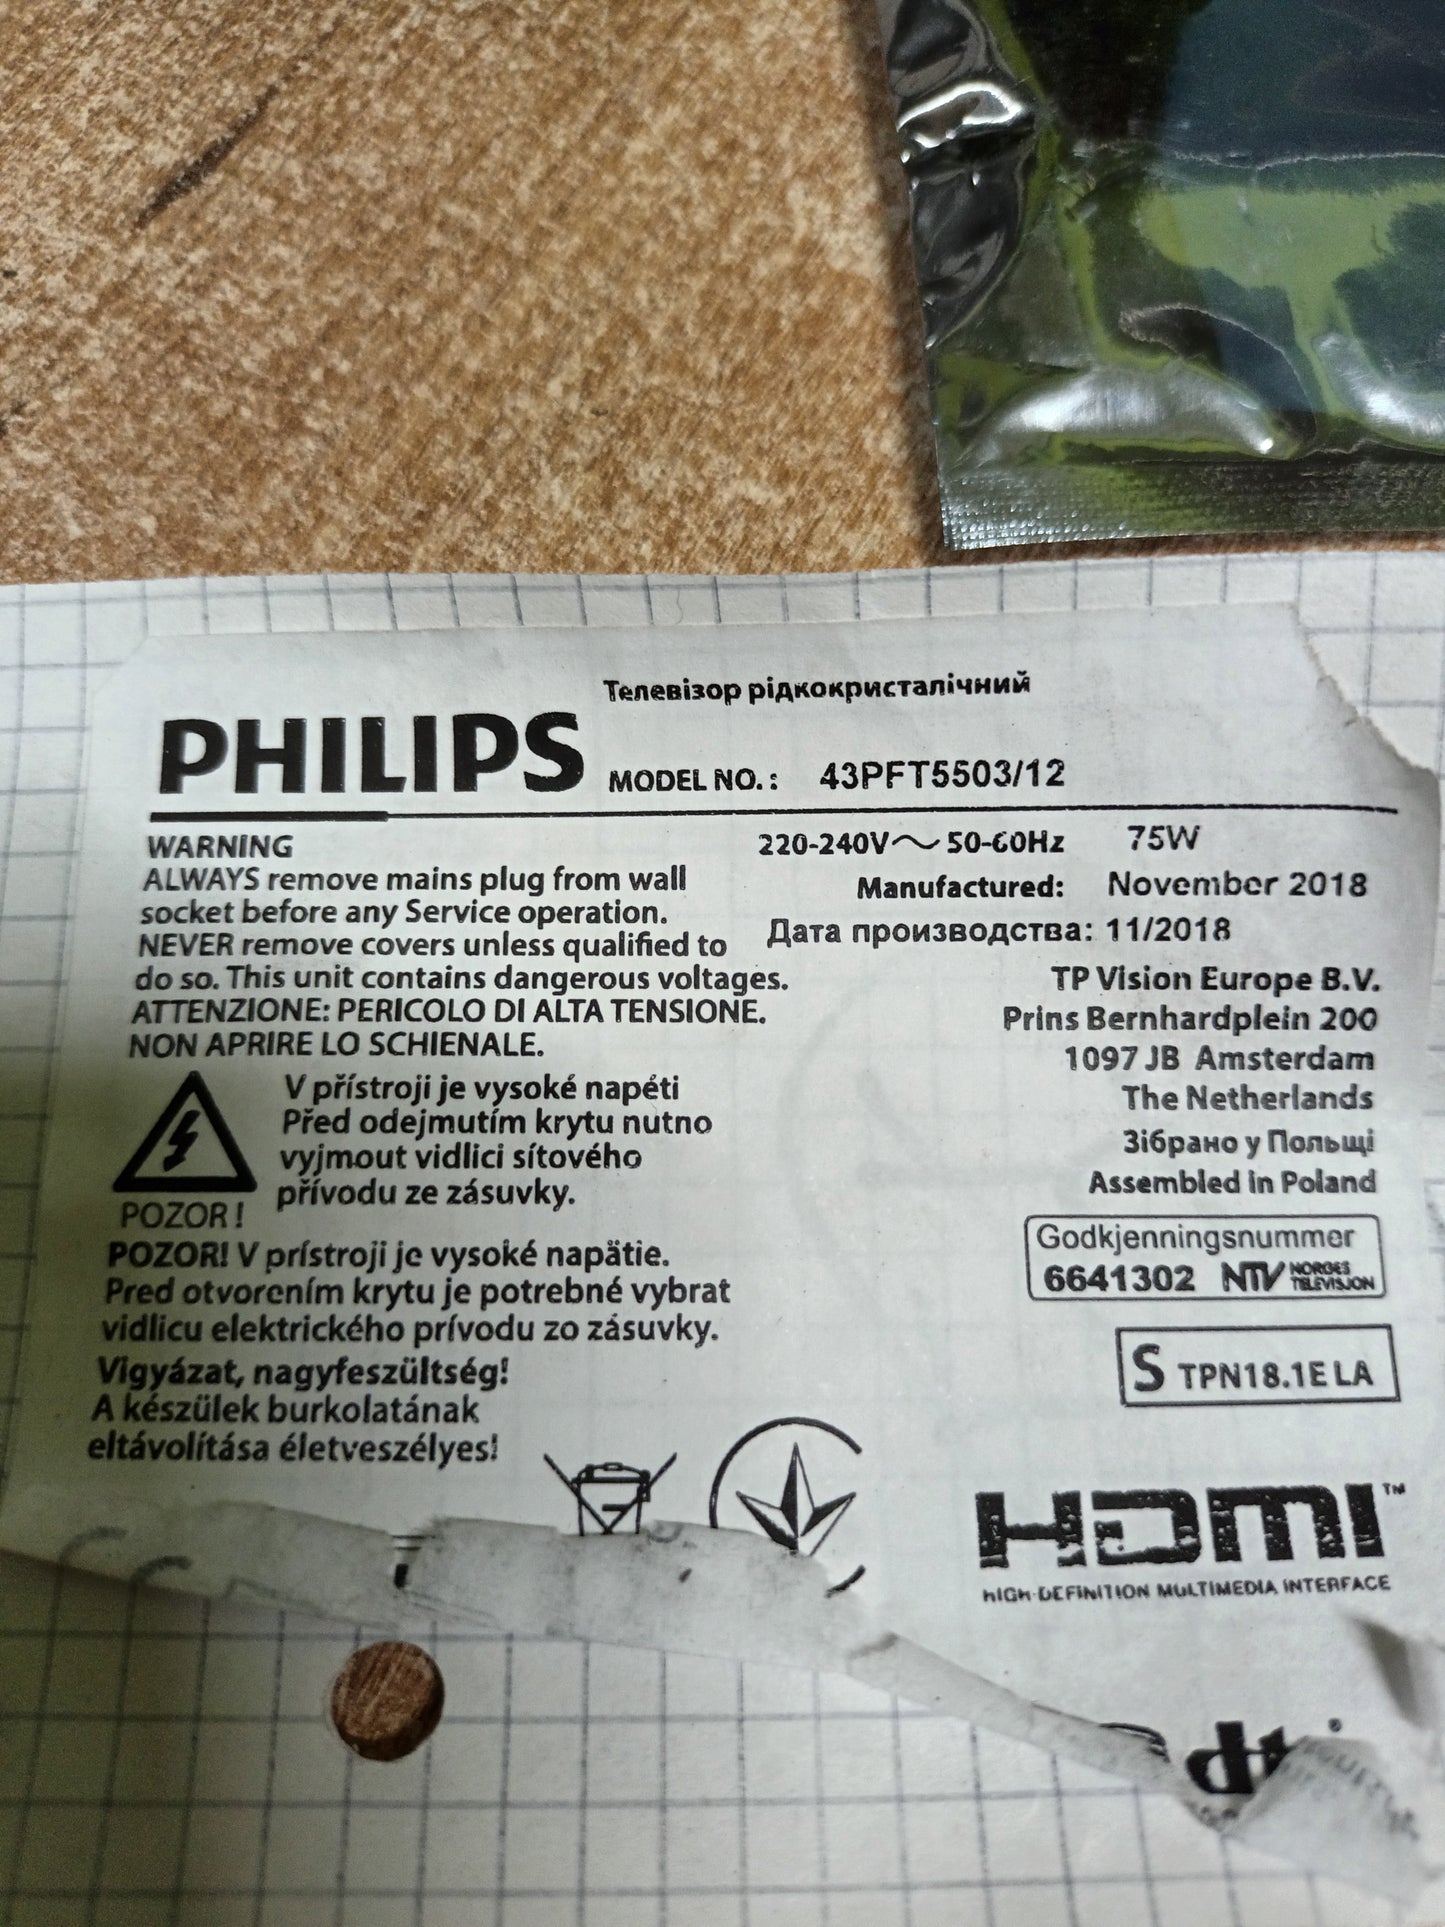 Телевізор рідкокристалічний
PHILIPS MODEL NO.: 43PFT5503/12
WARNING
ALWAYS remove mains plug from wall
socket before any Service operation.
NEVER remove covers unless qualified to
do so. This unit contains dangerous voltages.
ATTENZIONE: PERICOLO DI ALTA TENSIONE.
NON APRIRE LO SCHIENALE.
V přístroji je vysoké napéti
Před odejmutím krytu nutno
vyjmout vidlici sítového
přívodu ze zásuvky.
POZOR!
POZOR! V prístroji je vysoké napätie.
Pred otvorením krytu je potrebné vybrat
vidlicu elektrického prívodu zo zásuvky.
Vigyázat, nagyfeszültség!
A készülek burkolatának
eltávolítása életveszélyes!
220-240V~ 50-60Hz 75W
Manufactured: November 2018
Дата производства: 11/2018
TP Vision Europe B.V.
Prins Bernhardplein 200
1097 JB Amsterdam
The Netherlands
Зібрано у Польщі
Assembled in Poland
Godkjenningsnummer
6641302 NTV NORGES
TELEVISJON
S TPN18.1E LA
HDMI™
HIGH-DEFINITION MULTIMEDIA INTERFACE